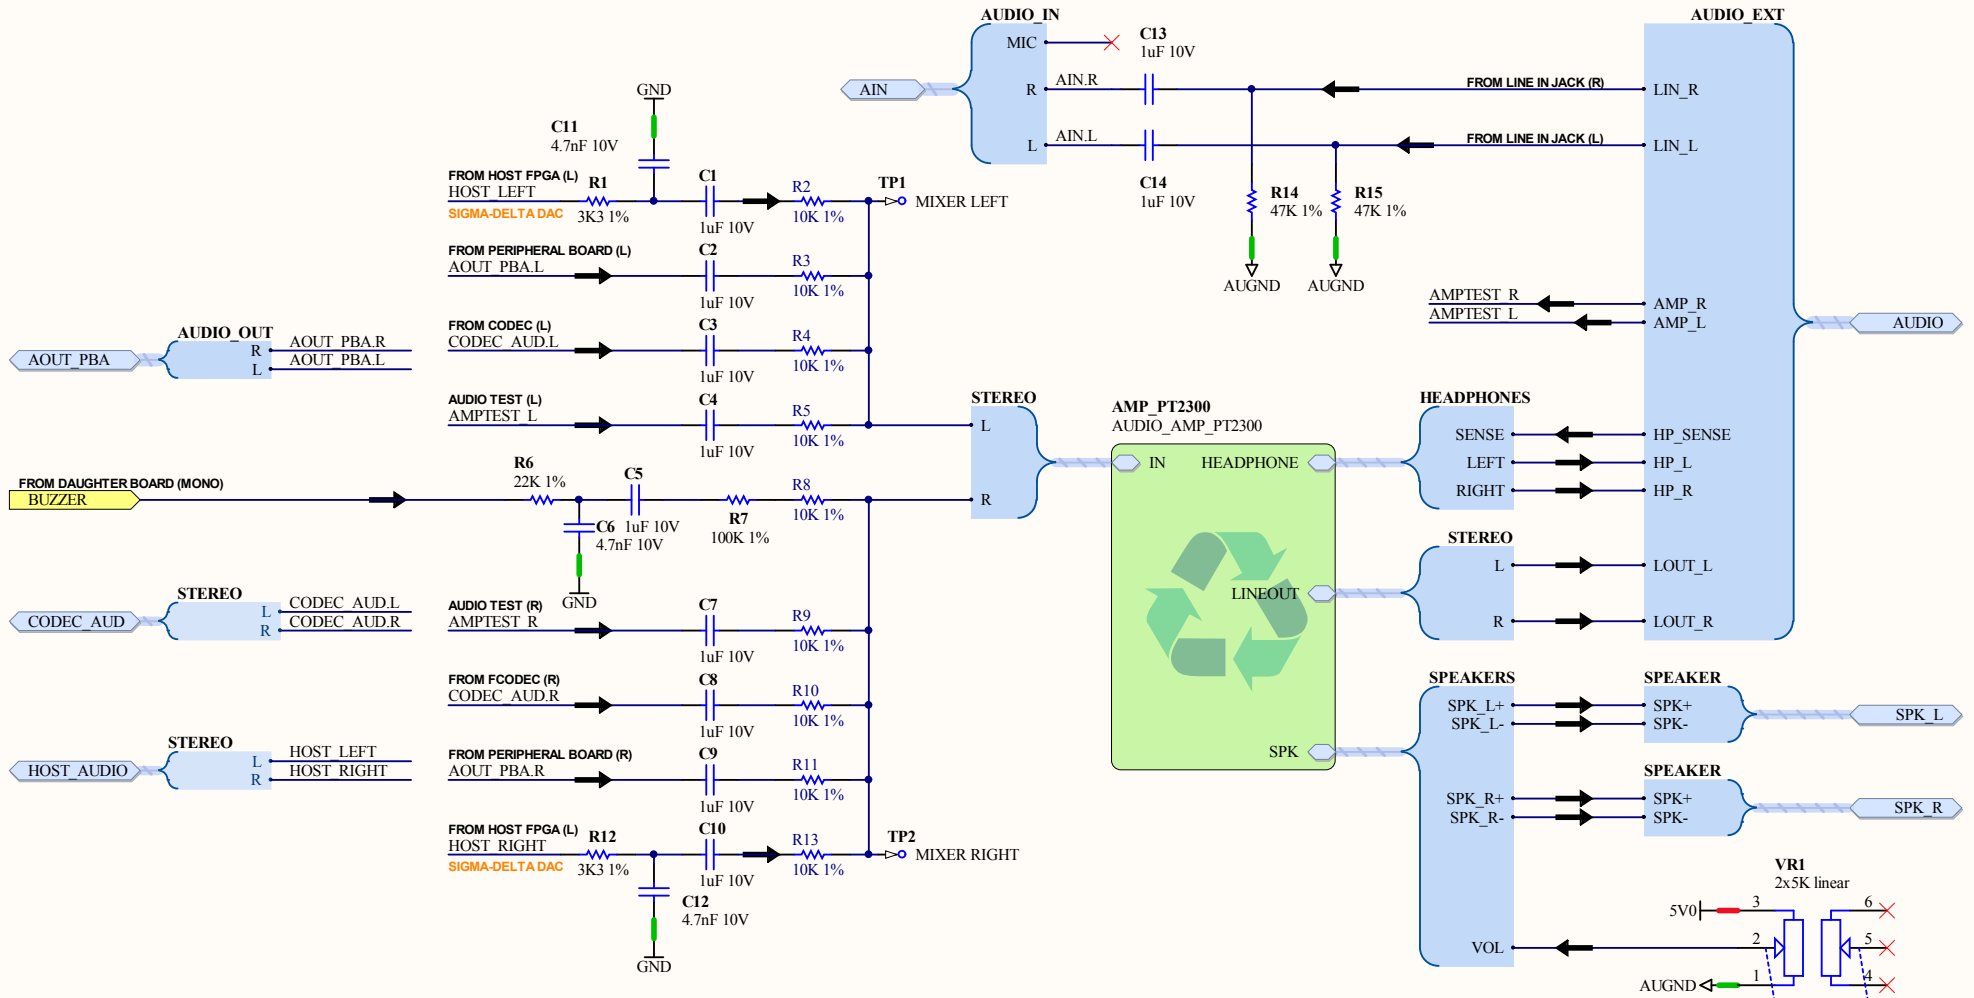 AUDIO_IN
MIC
R
L
AIN
AIN.R
AIN.L
C13
1uF 10V
C14
1uF 10V
R14
47K 1%
R15
47K 1%
AUGND
AUGND
FROM LINE IN JACK (R)
FROM LINE IN JACK (L)
AUDIO_EXT
LIN_R
LIN_L
AMPTEST_R
AMPTEST_L
AMP_R
AMP_L
AUDIO
GND
C11
4.7nF 10V
FROM HOST FPGA (L)
HOST_LEFT
SIGMA-DELTA DAC
R1
3K3 1%
C1
1uF 10V
R2
10K 1%
TP1
MIXER LEFT
FROM PERIPHERAL BOARD (L)
AOUT_PBA.L
C2
1uF 10V
R3
10K 1%
FROM CODEC (L)
CODEC_AUD.L
C3
1uF 10V
R4
10K 1%
AUDIO TEST (L)
AMPTEST_L
C4
1uF 10V
R5
10K 1%
AUDIO_OUT
AOUT_PBA
R
L
AOUT_PBA.R
AOUT_PBA.L
FROM DAUGHTER BOARD (MONO)
BUZZER
R6
22K 1%
C5
1uF 10V
C6
4.7nF 10V
GND
R7
100K 1%
R8
10K 1%
STEREO
CODEC_AUD
L
R
CODEC_AUD.L
CODEC_AUD.R
AUDIO TEST (R)
AMPTEST_R
C7
1uF 10V
R9
10K 1%
FROM FCODEC (R)
CODEC_AUD.R
C8
1uF 10V
R10
10K 1%
STEREO
HOST_AUDIO
L
R
HOST_LEFT
HOST_RIGHT
FROM PERIPHERAL BOARD (R)
AOUT_PBA.R
C9
1uF 10V
R11
10K 1%
FROM HOST FPGA (L)
HOST_RIGHT
SIGMA-DELTA DAC
R12
3K3 1%
C10
1uF 10V
R13
10K 1%
TP2
MIXER RIGHT
C12
4.7nF 10V
GND
STEREO
L
R
AMP_PT2300
AUDIO_AMP_PT2300
IN
HEADPHONE
LINEOUT
SPK
HEADPHONES
SENSE
LEFT
RIGHT
HP_SENSE
HP_L
HP_R
STEREO
L
R
LOUT_L
LOUT_R
SPEAKERS
SPK_L+
SPK_L-
SPK_R+
SPK_R-
VOL
SPEAKER
SPK+
SPK-
SPK_L
SPEAKER
SPK+
SPK-
SPK_R
VR1
2x5K linear
5V0
3
2
1
6
5
4
AUGND